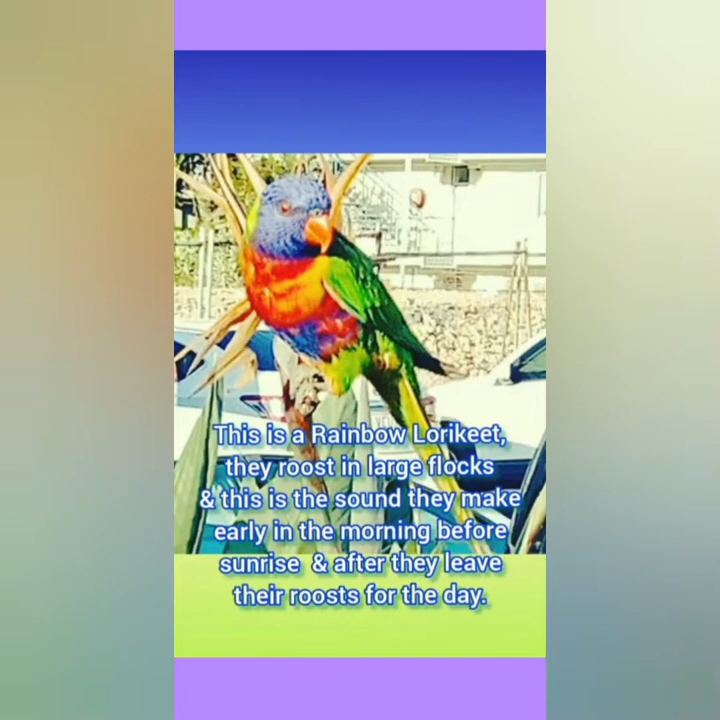 This is a Rainbow Lorikeet,
they roost in large flocks
& this is the sound they make
early in the morning before
sunrise & after they leave
their roosts for the day.